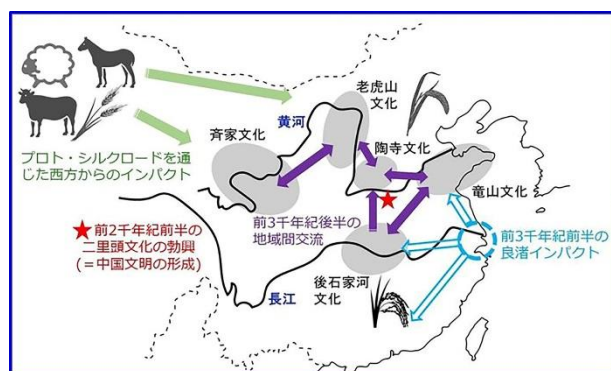 老虎山
文化
黄河
斉家文化
陶寺文化
竜山文化
プロト・シルクロードを通
じた西方からのインパクト
★前2千年紀前半の
二里頭文化の勃興
(＝中国文明の形成)
前3千年紀後半の
地域間交流
前3千年紀前半の
良渚インパクト
長江
後石家河
文化